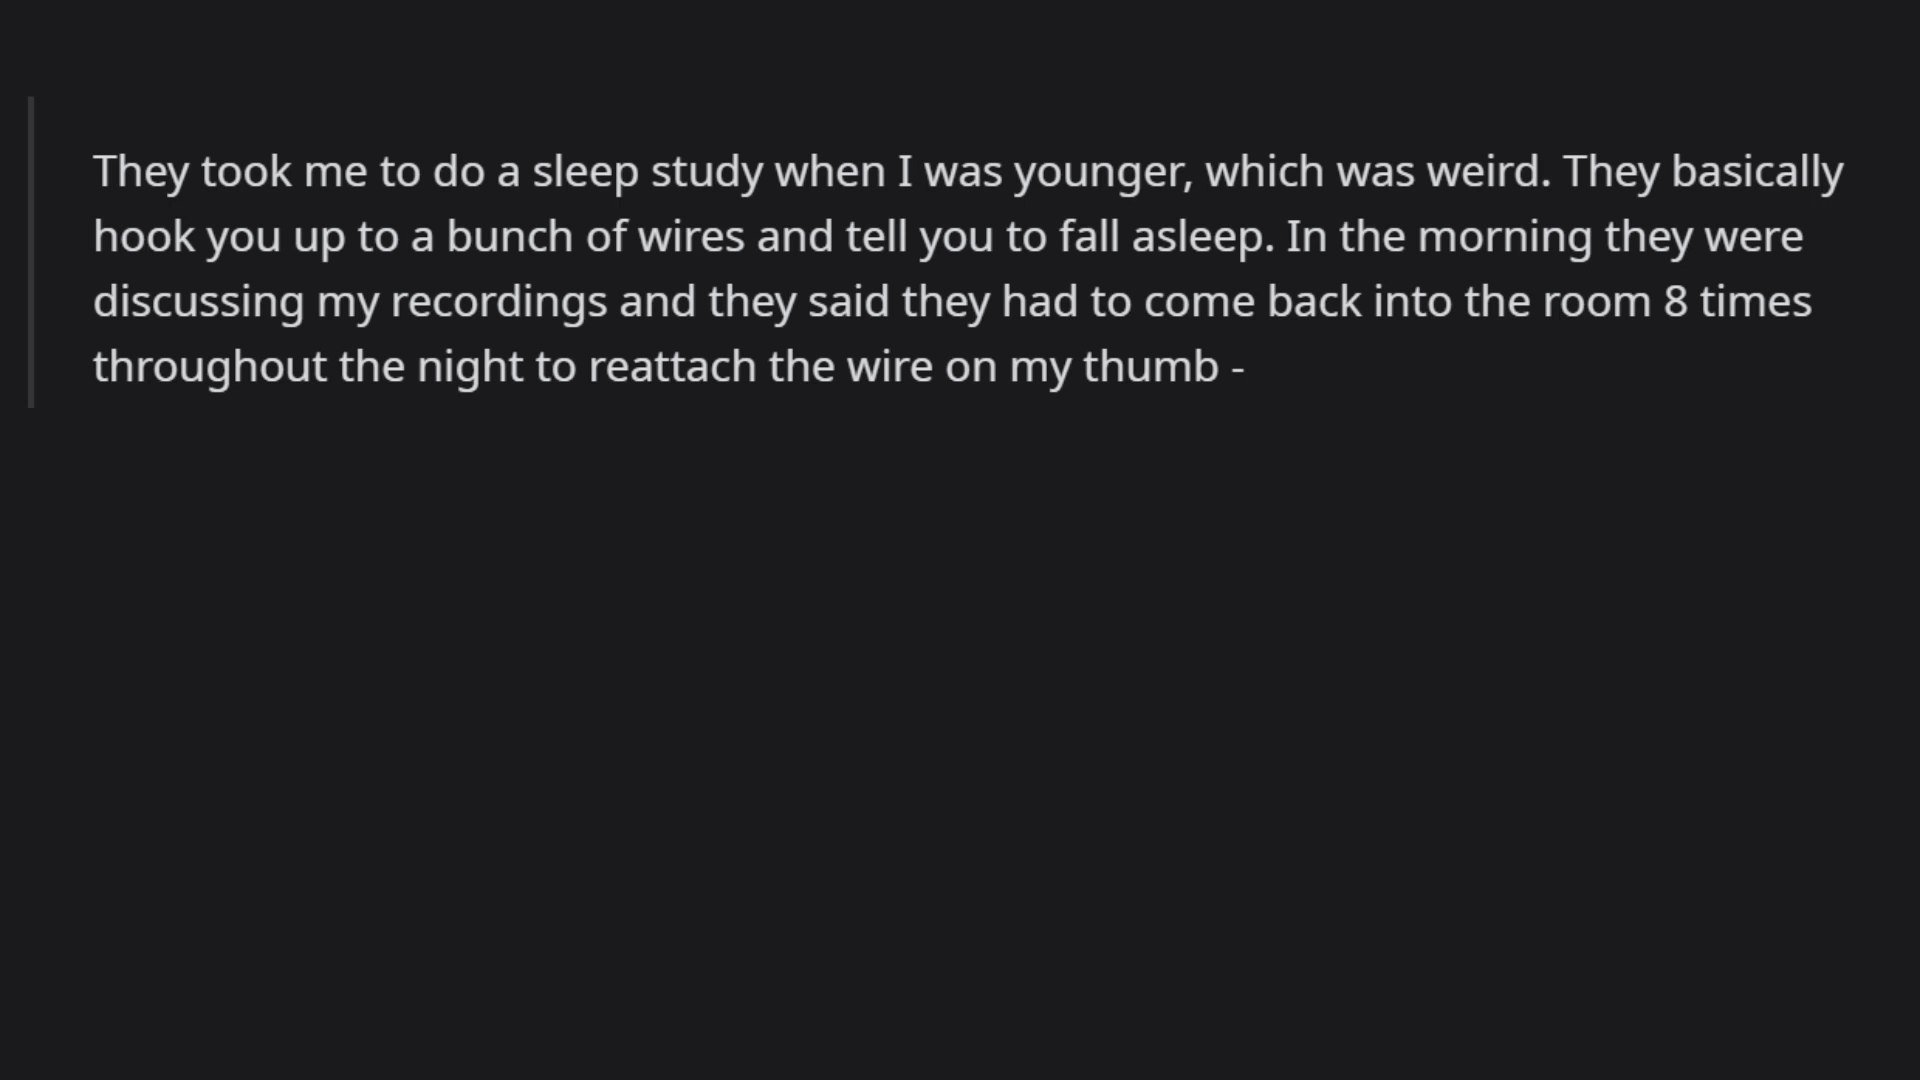 They took me to do a sleep study when I was younger, which was weird. They basically
hook you up to a bunch of wires and tell you to fall asleep. In the morning they were
discussing my recordings and they said they had to come back into the room 8 times
throughout the night to reattach the wire on my thumb -